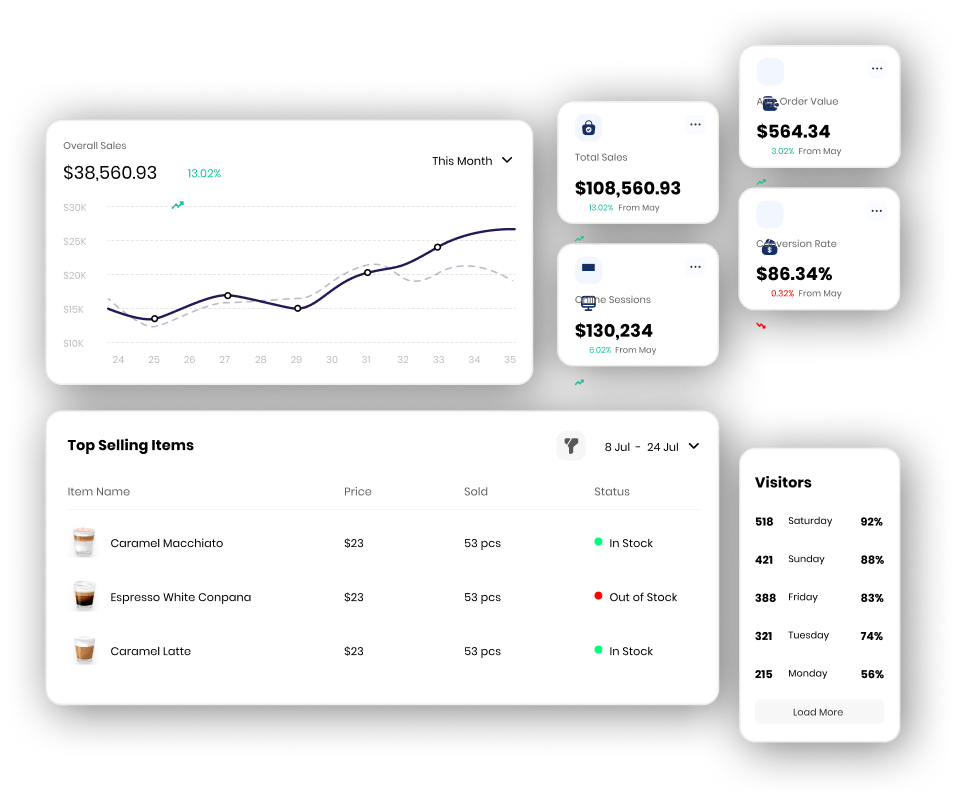 Overall Sales
$38,560.93 13.02%
This Month
$30K
$25K
$20K
$15K
$10K
24 25 26 27 28 29 30 31 32 33 34 35
Total Sales
$108,560.93
13.02% From May
Online Sessions
$130,234
6.02% From May
Order Value
$564.34
3.02% From May
Conversion Rate
$86.34%
0.32% From May
Top Selling Items
8 Jul - 24 Jul
Item Name Price Sold Status
Caramel Macchiato $23 53 pcs In Stock
Espresso White Conpana $23 53 pcs Out of Stock
Caramel Latte $23 53 pcs In Stock
Visitors
518 Saturday 92%
421 Sunday 88%
388 Friday 83%
321 Tuesday 74%
215 Monday 56%
Load More